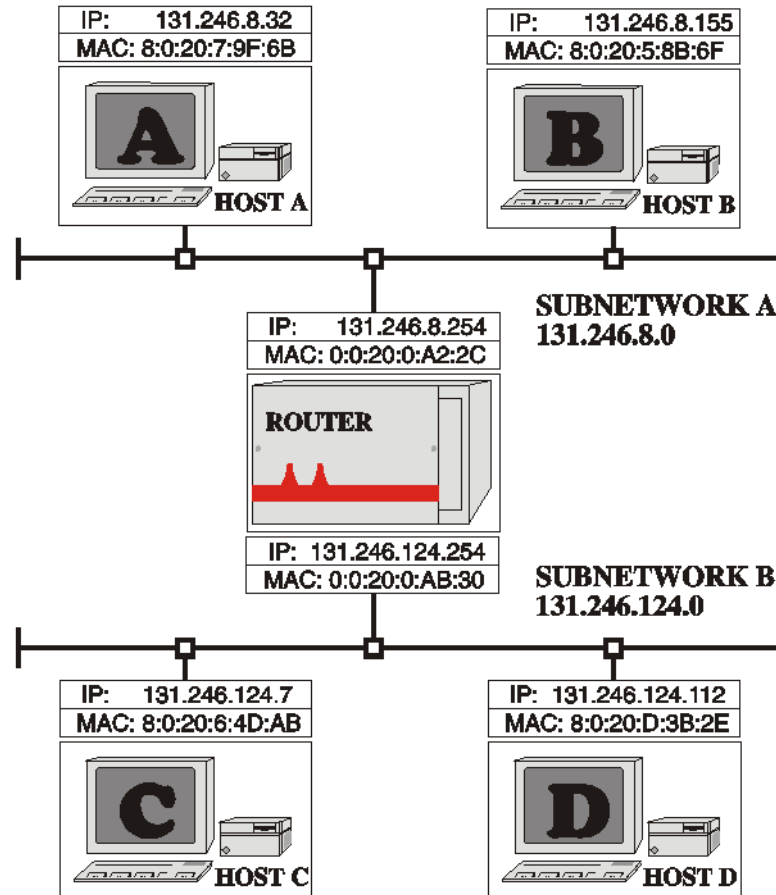 IP: 131.246.8.32
MAC: 8:0:20:7:9F:6B
A
HOST A
IP: 131.246.8.155
MAC: 8:0:20:5:8B:6F
B
HOST B
SUBNETWORK A
131.246.8.0
IP: 131.246.8.254
MAC: 0:0:20:0:A2:2C
ROUTER
IP: 131.246.124.254
MAC: 0:0:20:0:AB:30
SUBNETWORK B
131.246.124.0
IP: 131.246.124.7
MAC: 8:0:20:6:4D:AB
C
HOST C
IP: 131.246.124.112
MAC: 8:0:20:D:3B:2E
D
HOST D